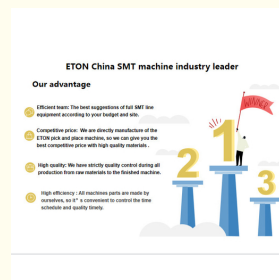 ETON China SMT machine industry leader
Our advantage
Efficient team: The best suggestions of full SMT line
equipment according to your budget and site.
Competitive price: We are directly manufacture of the
ETON pick and place machine, so we can give you the
best competitive price with high quality materials .
High quality: We have strictly quality control during all
production from raw materials to the finished machine.
High efficiency : All machines parts are made by
ourselves, so it" s convenient to control the time
schedule and quality timely.
WINNER
1
2
3